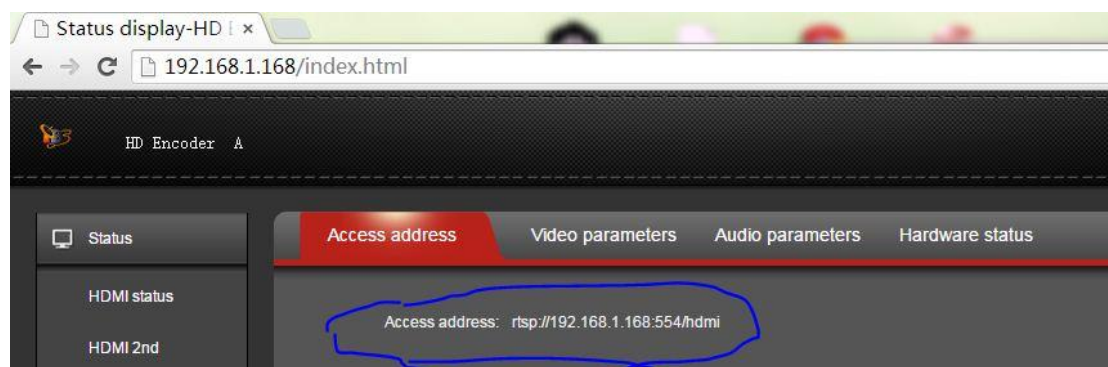 Status display-HD E
192.168.1.168/index.html
HD Encoder A
Status
Access address Video parameters Audio parameters Hardware status
HDMI status
Access address: rtsp://192.168.1.168:554/hdmi
HDMI 2nd